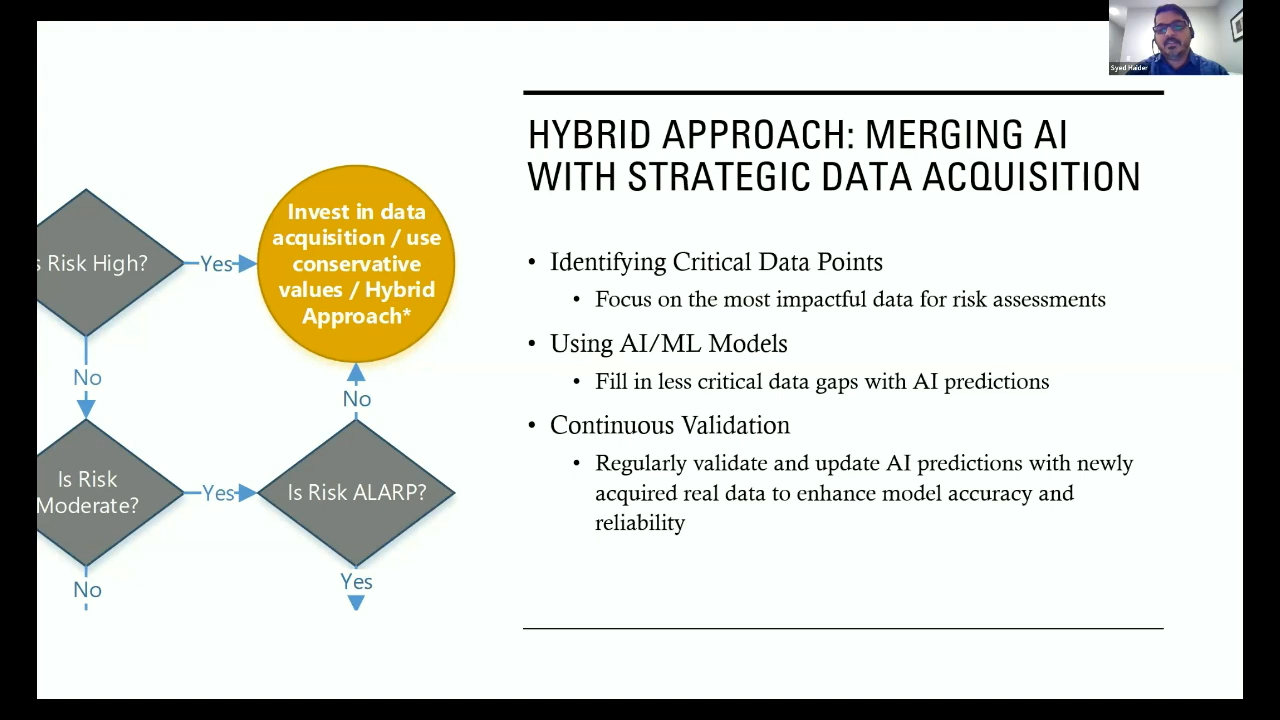 Syed Haider
HYBRID APPROACH: MERGING AI
WITH STRATEGIC DATA ACQUISITION
Risk High?
Yes
Invest in data
acquisition / use
conservative
values / Hybrid
Approach*
No
No
Is Risk
Moderate?
Yes
Is Risk ALARP?
No
Yes
• Identifying Critical Data Points
• Focus on the most impactful data for risk assessments
• Using AI/ML Models
• Fill in less critical data gaps with AI predictions
• Continuous Validation
• Regularly validate and update AI predictions with newly
acquired real data to enhance model accuracy and
reliability